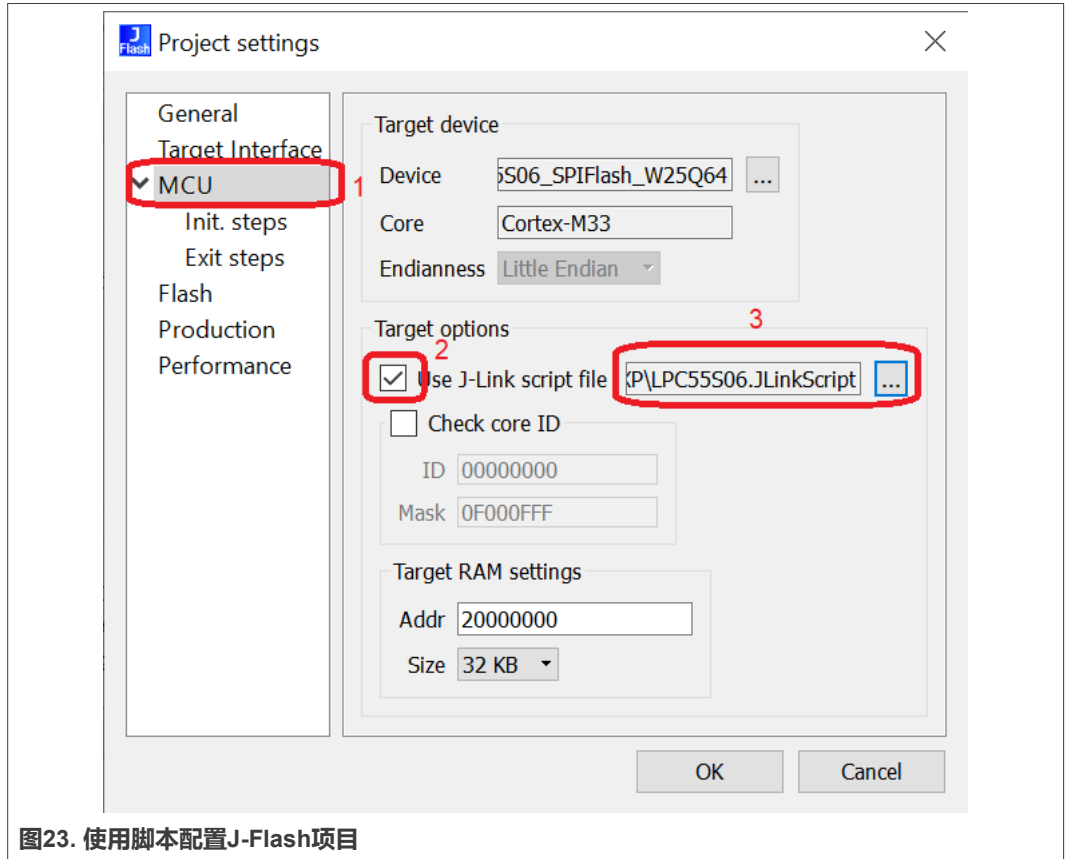 J
Flash
Project settings
General
Target Interface
MCU
1
Init. steps
Exit steps
Flash
Production
Performance
Target device
Device
5S06_SPIFlash_W25Q64
...
Core
Cortex-M33
Endianness
Little Endian
Target options
2
3
Use J-Link script file
XP\LPC55S06.JLinkScript
...
Check core ID
ID
00000000
Mask
0F000FFF
Target RAM settings
Addr
20000000
Size
32 KB
OK
Cancel
图23. 使用脚本配置J-Flash项目